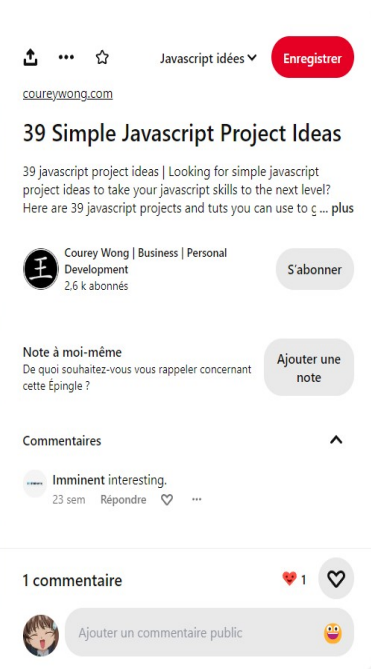 Javascript idées
Enregistrer
coureywong.com
39 Simple Javascript Project Ideas
39 javascript project ideas | Looking for simple javascript
project ideas to take your javascript skills to the next level?
Here are 39 javascript projects and tuts you can use to g ... plus
Courey Wong | Business | Personal
Development
2,6 k abonnés
S'abonner
Note à moi-même
De quoi souhaitez-vous vous rappeler concernant
cette Épingle ?
Ajouter une
note
Commentaires
Imminent interesting.
23 sem Répondre
1 commentaire
1
Ajouter un commentaire public